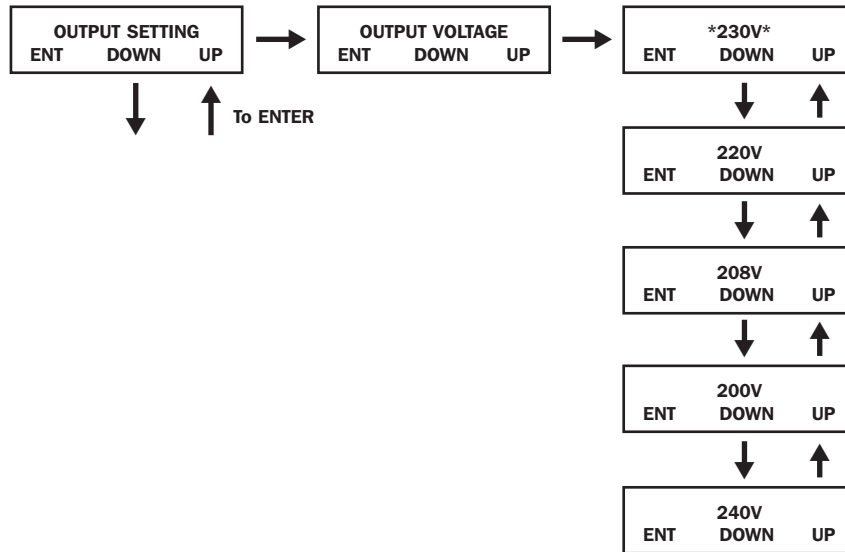 OUTPUT SETTING
ENT DOWN UP
OUTPUT VOLTAGE
ENT DOWN UP
*230V*
ENT DOWN UP
To ENTER
220V
ENT DOWN UP
208V
ENT DOWN UP
200V
ENT DOWN UP
240V
ENT DOWN UP